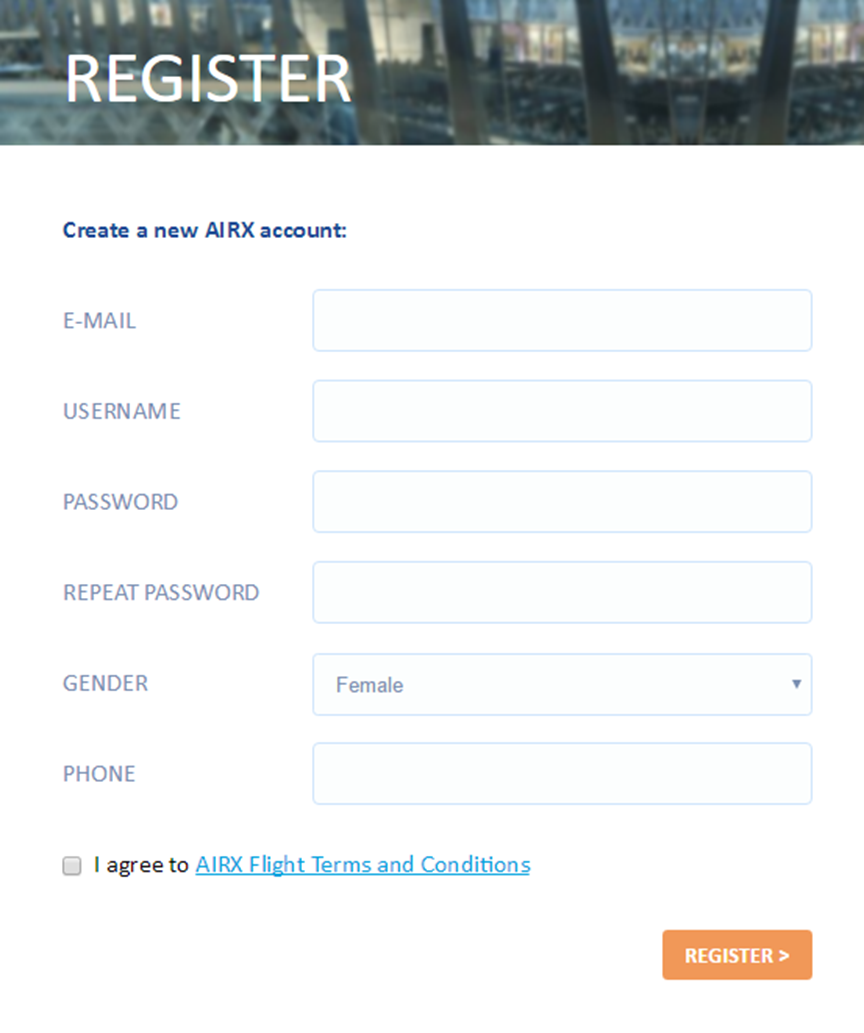 REGISTER
Create a new AIRX account:
E-MAIL
USERNAME
PASSWORD
REPEAT PASSWORD
GENDER
Female
PHONE
I agree to AIRX Flight Terms and Conditions
REGISTER >